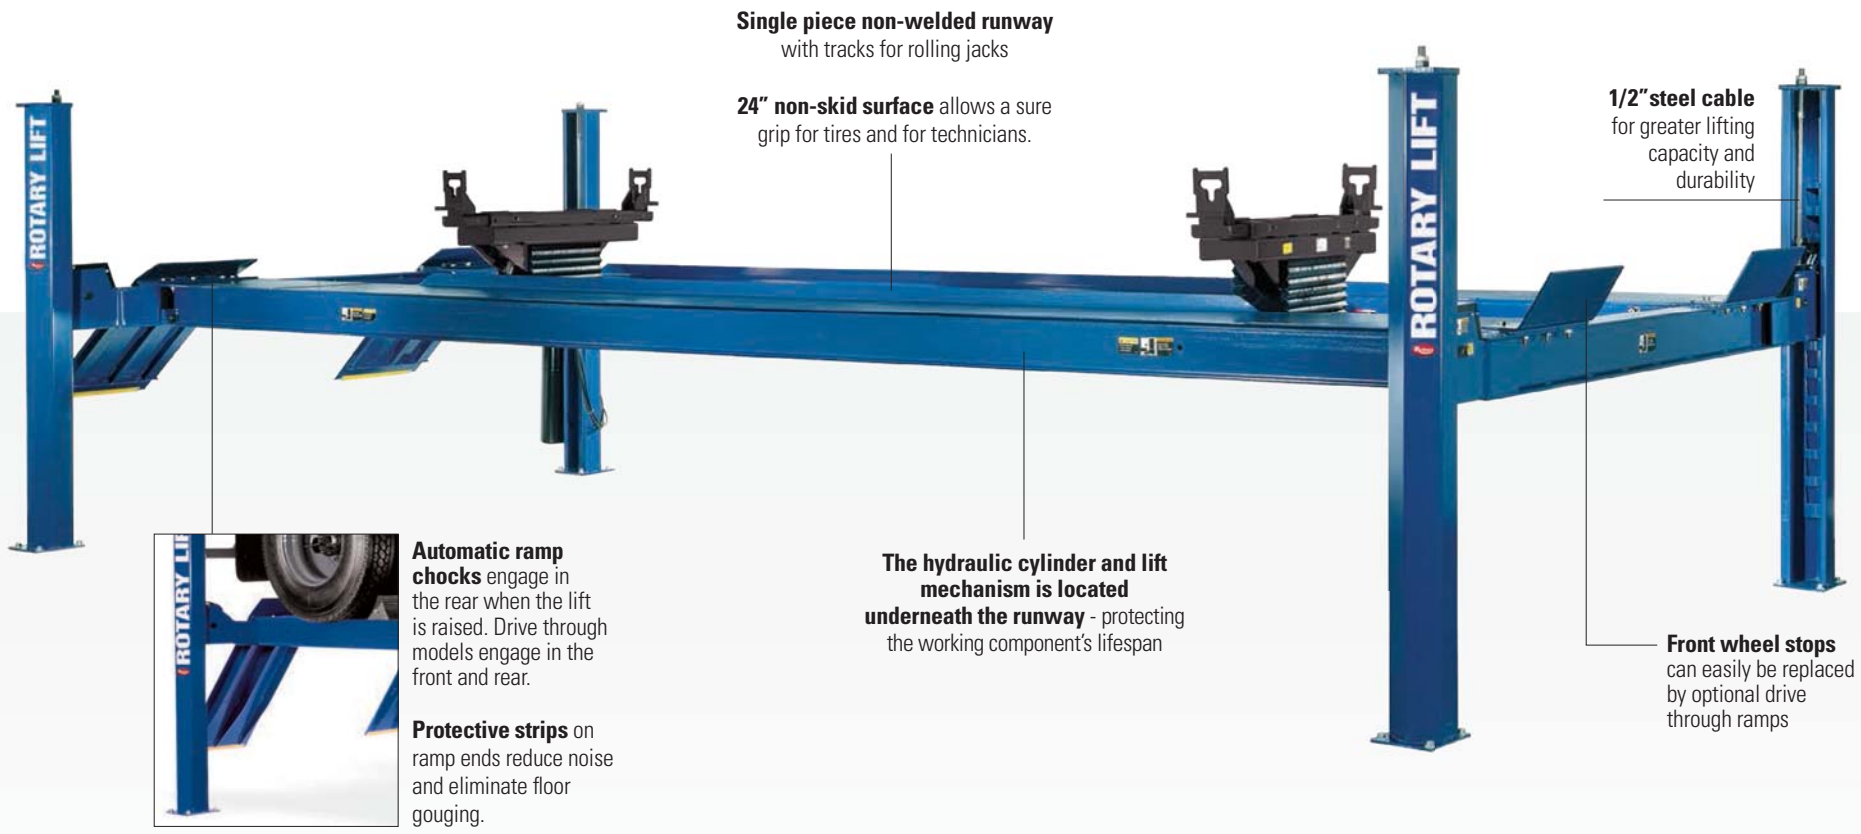 Single piece non-welded runway
with tracks for rolling jacks
24" non-skid surface allows a sure
grip for tires and for technicians.
1/2" steel cable
for greater lifting
capacity and
durability
ROTARY LIFT
ROTARY LIFT
Automatic ramp
chocks engage in
the rear when the lift
is raised. Drive through
models engage in the
front and rear.
Protective strips on
ramp ends reduce noise
and eliminate floor
gouging.
ROTARY LI
The hydraulic cylinder and lift
mechanism is located
underneath the runway - protecting
the working component's lifespan
Front wheel stops
can easily be replaced
by optional drive
through ramps